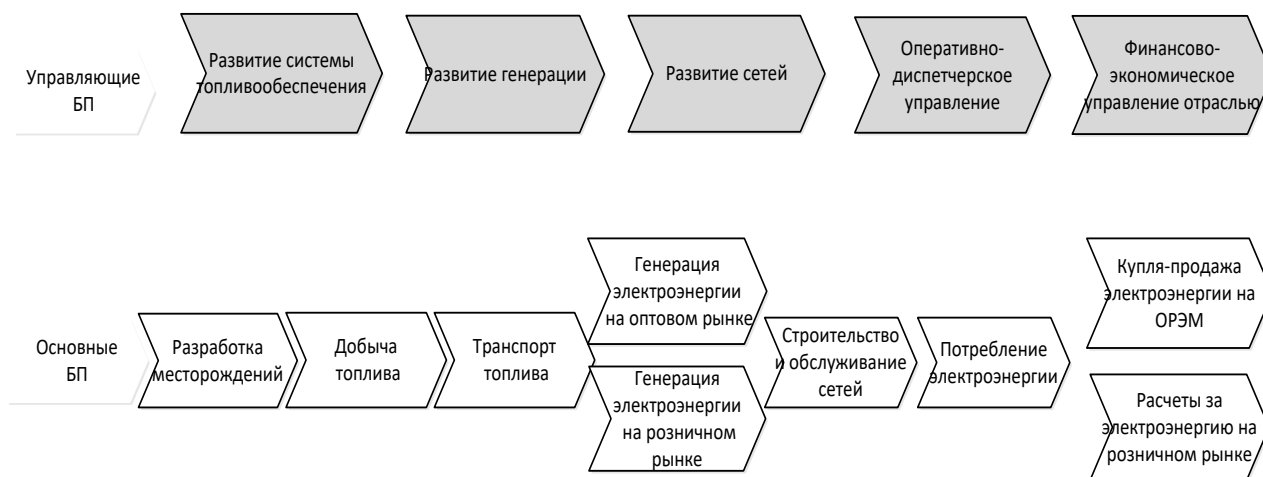 Управляющие
БП
Развитие системы
топливообеспечения
Развитие генерации
Развитие сетей
Оперативно-
диспетчерское
управление
Финансово-
экономическое
управление отраслью
Основные
БП
Разработка
месторождений
Добыча
топлива
Транспорт
топлива
Генерация
электроэнергии
на оптовом рынке
Генерация
электроэнергии
на розничном
рынке
Строительство
и обслуживание
сетей
Потребление
электроэнергии
Купля-продажа
электроэнергии на
ОРЭМ
Расчеты за
электроэнергию на
розничном рынке